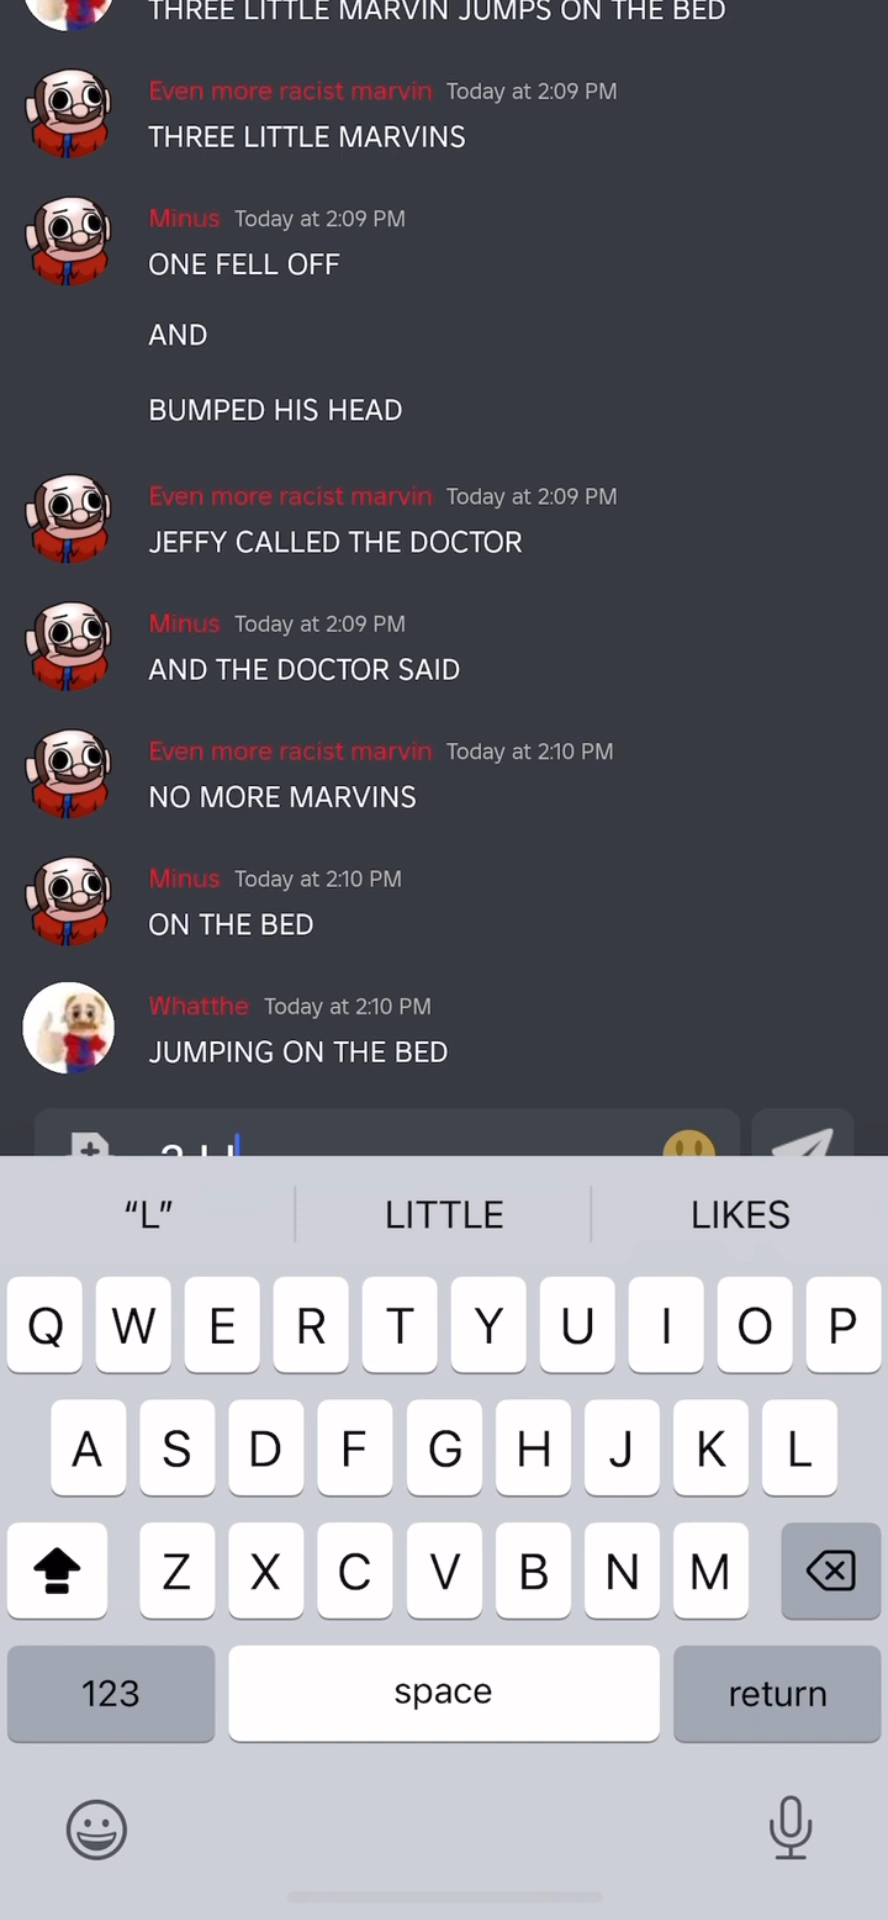 THREE LITTLE MARVIN JUMPS ON THE BED
Even more racist marvin Today at 2:09 PM
THREE LITTLE MARVINS
Minus Today at 2:09 PM
ONE FELL OFF
AND
BUMPED HIS HEAD
Even more racist marvin Today at 2:09 PM
JEFFY CALLED THE DOCTOR
Minus Today at 2:09 PM
AND THE DOCTOR SAID
Even more racist marvin Today at 2:10 PM
NO MORE MARVINS
Minus Today at 2:10 PM
ON THE BED
Whatthe Today at 2:10 PM
JUMPING ON THE BED
“L” LITTLE LIKES
Q W E R T Y U I O P
A S D F G H J K L
Z X C V B N M
123 space return